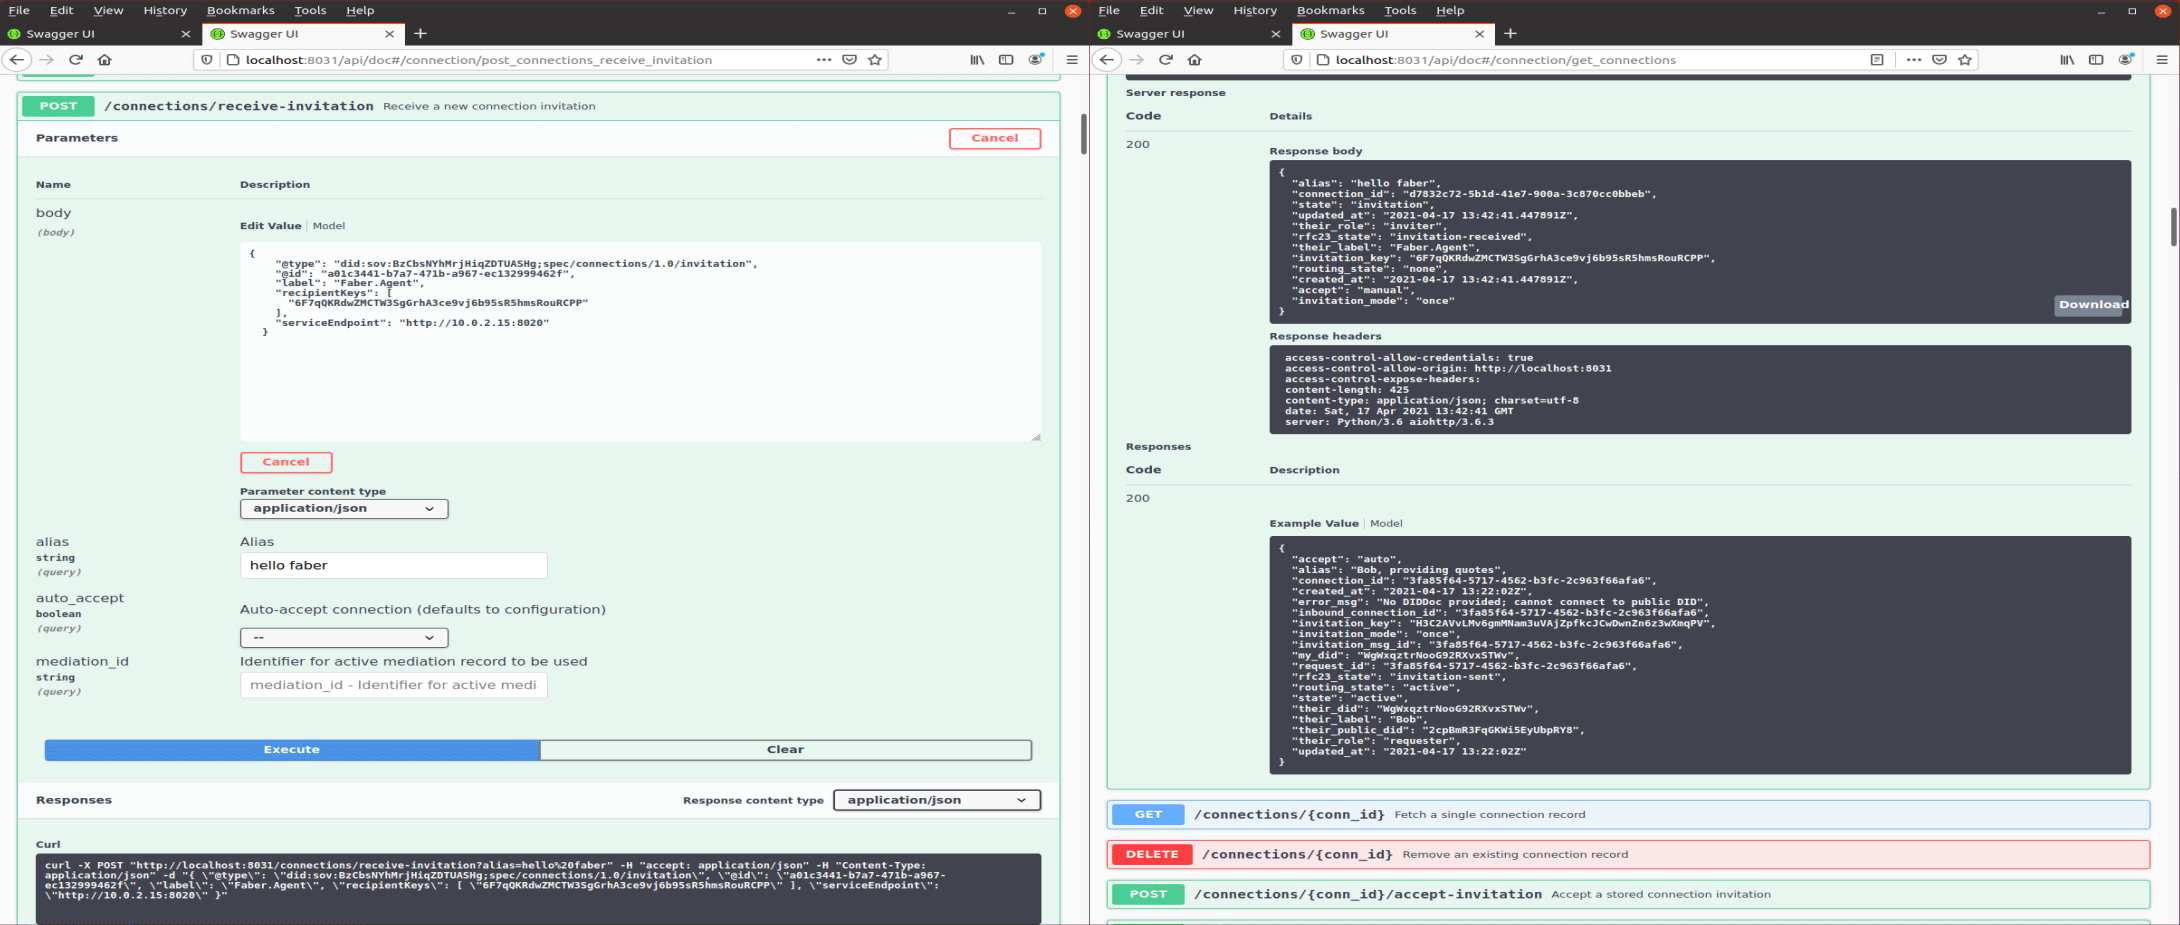 File Edit View History Bookmarks Tools Help
Swagger UI
Swagger UI
localhost:8031/api/doc#/connection/post_connections_receive_invitation
POST /connections/receive-invitation Receive a new connection invitation
Parameters
Cancel
Name Description
body
(body)
Edit Value Model
{
"@type": "did:sov:BzCbsNYhMrjHiqZDTUASHg;spec/connections/1.0/invitation",
"@id": "a01c3441-b7a7-471b-a967-ec132999462f",
"label": "Faber.Agent",
"recipientKeys": [
"6F7qQKRdwZMCTW3SgGrhA3ce9vj6b95sR5hmsRouRCPP"
],
"serviceEndpoint": "http://10.0.2.15:8020"
}
Cancel
Parameter content type
application/json
alias
string
(query)
Alias
hello faber
auto_accept
boolean
(query)
Auto-accept connection (defaults to configuration)
--
mediation_id
string
(query)
Identifier for active mediation record to be used
mediation_id - Identifier for active medi
Execute Clear
Responses
Response content type application/json
Curl
curl -X POST "http://localhost:8031/connections/receive-invitation?alias=hello%20faber" -H "accept: application/json" -H "Content-Type:
application/json" -d "{ \"@type\": \"did:sov:BzCbsNYhMrjHiqZDTUASHg;spec/connections/1.0/invitation\", \"@id\": \"a01c3441-b7a7-471b-a967-
ec132999462f\", \"label\": \"Faber.Agent\", \"recipientKeys\": [ \"6F7qQKRdwZMCTW3SgGrhA3ce9vj6b95sR5hmsRouRCPP\" ], \"serviceEndpoint\":
\"http://10.0.2.15:8020\" }"
File Edit View History Bookmarks Tools Help
Swagger UI
Swagger UI
localhost:8031/api/doc#/connection/get_connections
Server response
Code Details
200
Response body
{
"alias": "hello faber",
"connection_id": "d7832c72-5b1d-41e7-900a-3c870cc0bbeb",
"state": "invitation",
"updated_at": "2021-04-17 13:42:41.447891Z",
"their_role": "inviter",
"rfc23_state": "invitation-received",
"their_label": "Faber.Agent",
"invitation_key": "6F7qQKRdwZMCTW3SgGrhA3ce9vj6b95sR5hmsRouRCPP",
"routing_state": "none",
"created_at": "2021-04-17 13:42:41.447891Z",
"accept": "manual",
"invitation_mode": "once"
}
Download
Response headers
access-control-allow-credentials: true
access-control-allow-origin: http://localhost:8031
access-control-expose-headers:
content-length: 425
content-type: application/json; charset=utf-8
date: Sat, 17 Apr 2021 13:42:41 GMT
server: Python/3.6 aiohttp/3.6.3
Responses
Code Description
200
Example Value Model
{
"accept": "auto",
"alias": "Bob, providing quotes",
"connection_id": "3fa85f64-5717-4562-b3fc-2c963f66afa6",
"created_at": "2021-04-17 13:22:02Z",
"error_msg": "No DIDDoc provided; cannot connect to public DID",
"inbound_connection_id": "3fa85f64-5717-4562-b3fc-2c963f66afa6",
"invitation_key": "H3C2AVvLMv6gmMNam3uVAjZpfkcJCwDwnZn6z3wXmqPV",
"invitation_mode": "once",
"invitation_msg_id": "3fa85f64-5717-4562-b3fc-2c963f66afa6",
"my_did": "WgWxqztrNooG92RXvxSTWv",
"request_id": "3fa85f64-5717-4562-b3fc-2c963f66afa6",
"rfc23_state": "invitation-sent",
"routing_state": "active",
"state": "active",
"their_did": "WgWxqztrNooG92RXvxSTWv",
"their_label": "Bob",
"their_public_did": "2cpBmR3FqGKWi5EyUbpRY8",
"their_role": "requester",
"updated_at": "2021-04-17 13:22:02Z"
}
GET /connections/{conn_id} Fetch a single connection record
DELETE /connections/{conn_id} Remove an existing connection record
POST /connections/{conn_id}/accept-invitation Accept a stored connection invitation